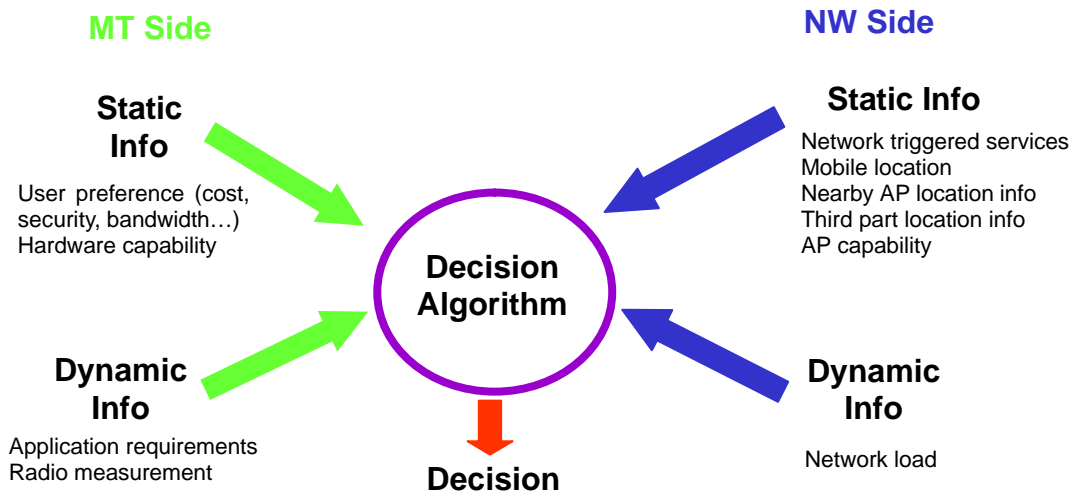 MT Side
Static
Info
User preference (cost,
security, bandwidth…)
Hardware capability
Dynamic
Info
Application requirements
Radio measurement
Decision
Algorithm
Decision
NW Side
Static Info
Network triggered services
Mobile location
Nearby AP location info
Third part location info
AP capability
Dynamic
Info
Network load